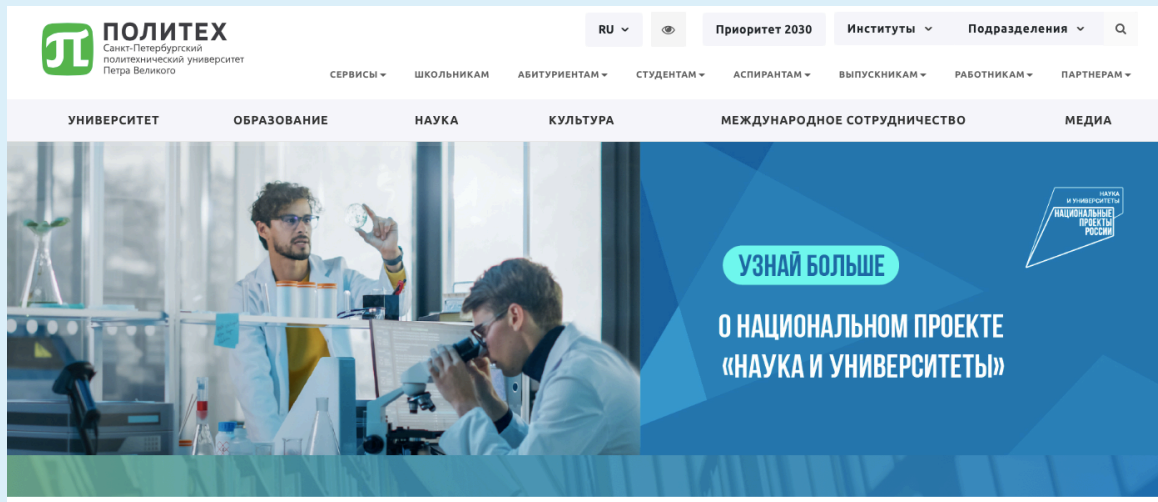 ПОЛИТЕХ
Санкт-Петербургский
политехнический университет
Петра Великого
RU
Приоритет 2030
Институты
Подразделения
СЕРВИСЫ
ШКОЛЬНИКАМ
АБИТУРИЕНТАМ
СТУДЕНТАМ
АСПИРАНТАМ
ВЫПУСКНИКАМ
РАБОТНИКАМ
ПАРТНЕРАМ
УНИВЕРСИТЕТ
ОБРАЗОВАНИЕ
НАУКА
КУЛЬТУРА
МЕЖДУНАРОДНОЕ СОТРУДНИЧЕСТВО
МЕДИА
НАУКА
И УНИВЕРСИТЕТЫ
НАЦИОНАЛЬНЫЕ
ПРОЕКТЫ
РОССИИ
УЗНАЙ БОЛЬШЕ
О НАЦИОНАЛЬНОМ ПРОЕКТЕ
«НАУКА И УНИВЕРСИТЕТЫ»